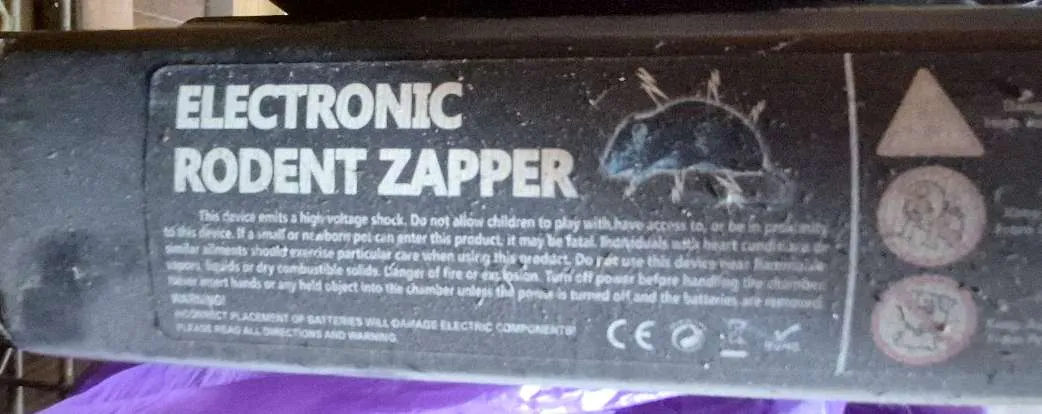 ELECTRONIC
RODENT ZAPPER
This device emits a high voltage shock. Do not allow children to play with, have access to, or be in proximity
to this device. If a small or newborn pet can enter this product, it may be fatal. Individuals with heart conditions or
similar ailments should exercise particular care when using this product. Do not use this device near flammable
vapors, liquids or dry combustible solids. Danger of fire or explosion. Turn off power before handling the chamber
never insert hands or any held object into the chamber unless the power is turned off and the batteries are removed
WARNING!
INCORRECT PLACEMENT OF BATTERIES WILL DAMAGE ELECTRIC COMPONENTS!
PLEASE READ ALL DIRECTIONS AND WARNING.
CE